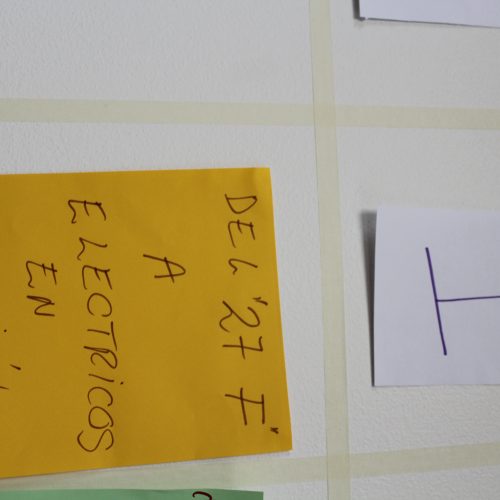 DEL "27 F"
A
ELECTRICOS
EN